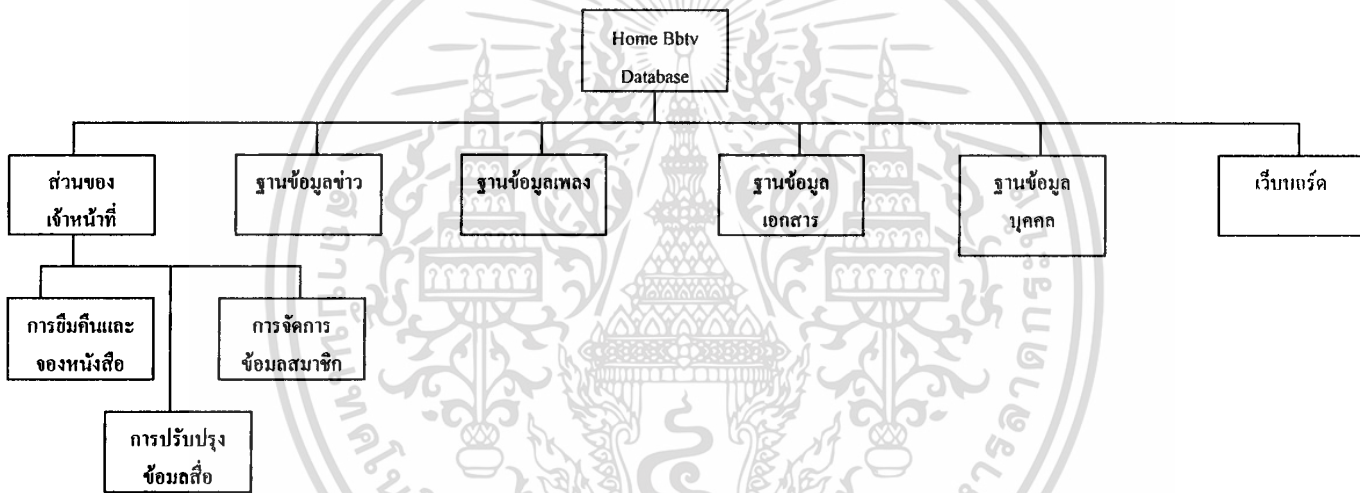 Home Bbtv
Database
ส่วนของ
เจ้าหน้าที่
ฐานข้อมูลข่าว
ฐานข้อมูลเพลง
ฐานข้อมูล
เอกสาร
ฐานข้อมูล
บุคคล
เว็บบอร์ด
การยืมคืนและ
จองหนังสือ
การจัดการ
ข้อมูลสมาชิก
การปรับปรุง
ข้อมูลสื่อ